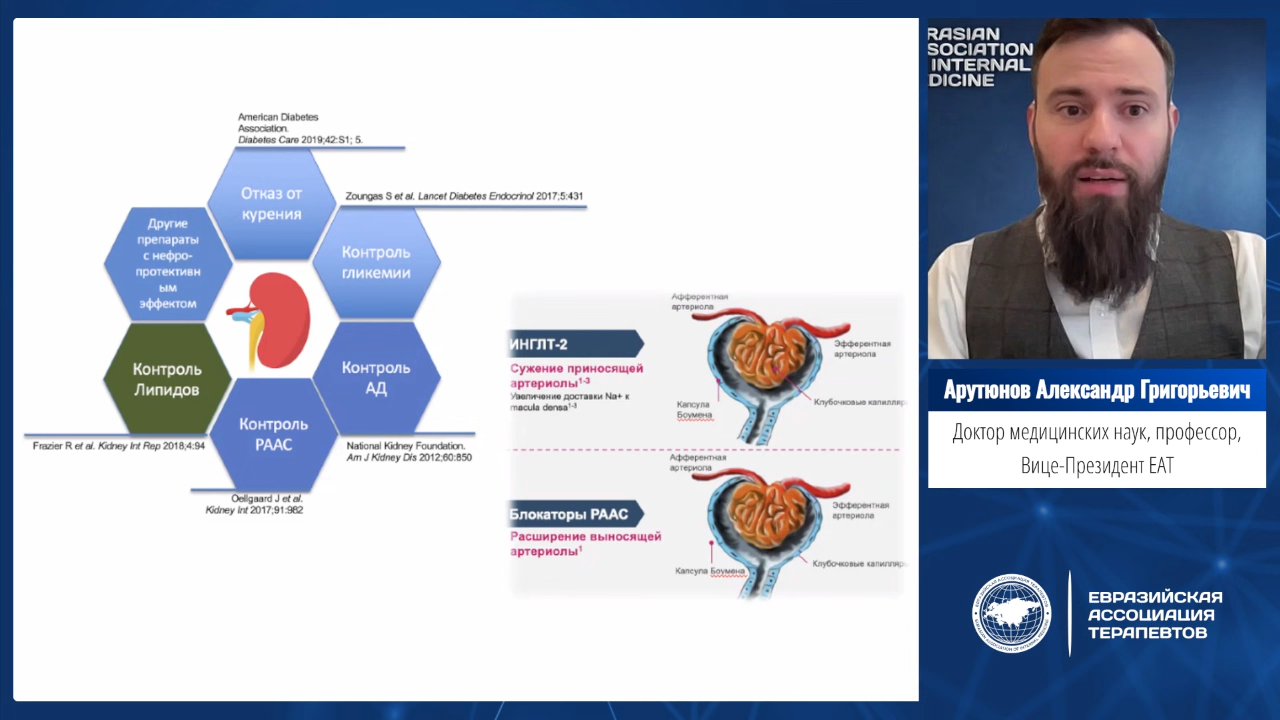 American Diabetes
Association.
Diabetes Care 2019;42:S1; 5.
Отказ от
курения
Zoungas S et al. Lancet Diabetes Endocrinol 2017;5:431
Другие
препараты
с нефро-
протективн
ым
эффектом
Контроль
гликемии
Контроль
Липидов
Контроль
АД
Контроль
РААС
Frazier R et al. Kidney Int Rep 2018;4:94
National Kidney Foundation.
Am J Kidney Dis 2012;60:850
Oellgaard J et al.
Kidney Int 2017;91:982
ИНГЛТ-2
Сужение приносящей
артериолы1-3
Увеличение доставки Na+ к
macula densa1-3
Афферентная
артериола
Эфферентная
артериола
Капсула
Боумена
Клубочковые капилляр
Блокаторы РААС
Расширение выносящей
артериолы1
Афферентная
артериола
Эфферентная
артериола
Капсула Боумена
Клубочковые капилляр
RASIAN
SOCIATION
INTERNAL
DICINE
Арутюнов Александр Григорьевич
Доктор медицинских наук, профессор,
Вице-Президент ЕАТ
ЕВРАЗИЙСКАЯ
АССОЦИАЦИЯ
ТЕРАПЕВТОВ